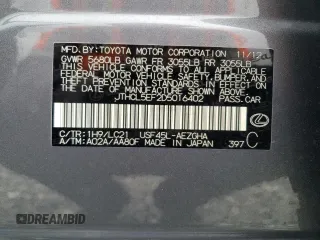 MFD. BY: TOYOTA MOTOR CORPORATION 11/12
GVWR 5680LB GAWR FR 3055LB RR 3055LB
THIS VEHICLE CONFORMS TO ALL APPLICABLE
FEDERAL MOTOR VEHICLE SAFETY,
BUMPER, AND THEFT PREVENTION
STANDARDS IN EFFECT ON THE DATE
OF MANUFACTURE SHOWN ABOVE.
JTHCL5EF2D5016402 PASS. CAR
C/TR: 1H9/LC21 USF45L-AEZGHA
A/TM: A02A/AA80F MADE IN JAPAN 397 C
DREAMBID